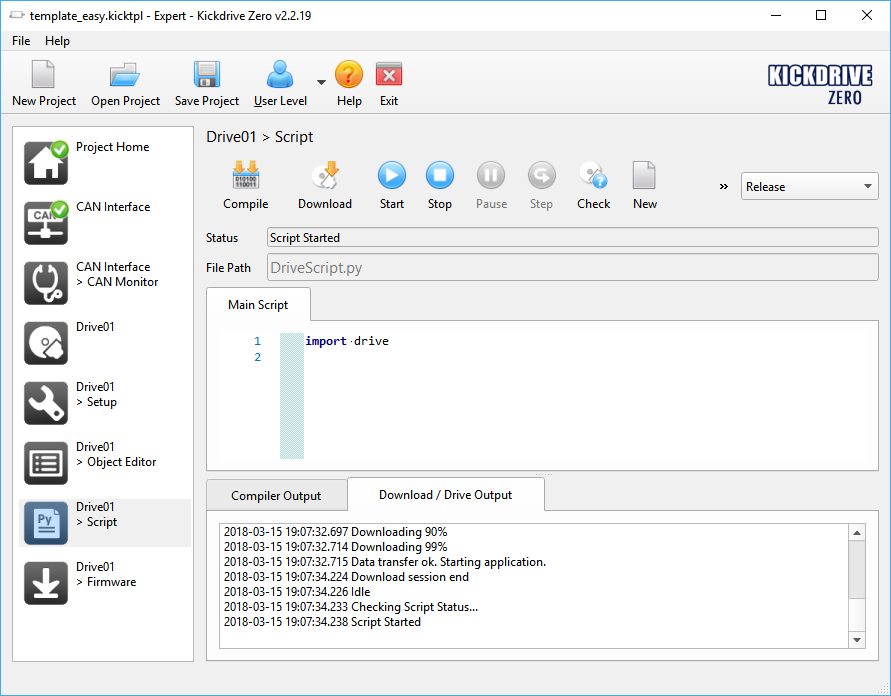 template_easy.kicktpl - Expert - Kickdrive Zero v2.2.19
File Help
New Project Open Project Save Project User Level Help Exit
KICKDRIVE
ZERO
Project Home
CAN Interface
CAN
CAN Interface
> CAN Monitor
Drive01
Drive01
> Setup
Drive01
> Object Editor
Drive01
> Script
Py
Drive01
> Firmware
Drive01 > Script
010100
110011
Compile Download Start Stop Pause Step Check New
» Release
Status Script Started
File Path DriveScript.py
Main Script
1 import·drive
2
Compiler Output Download / Drive Output
2018-03-15 19:07:32.697 Downloading 90%
2018-03-15 19:07:32.714 Downloading 99%
2018-03-15 19:07:32.715 Data transfer ok. Starting application.
2018-03-15 19:07:34.224 Download session end
2018-03-15 19:07:34.226 Idle
2018-03-15 19:07:34.233 Checking Script Status...
2018-03-15 19:07:34.238 Script Started